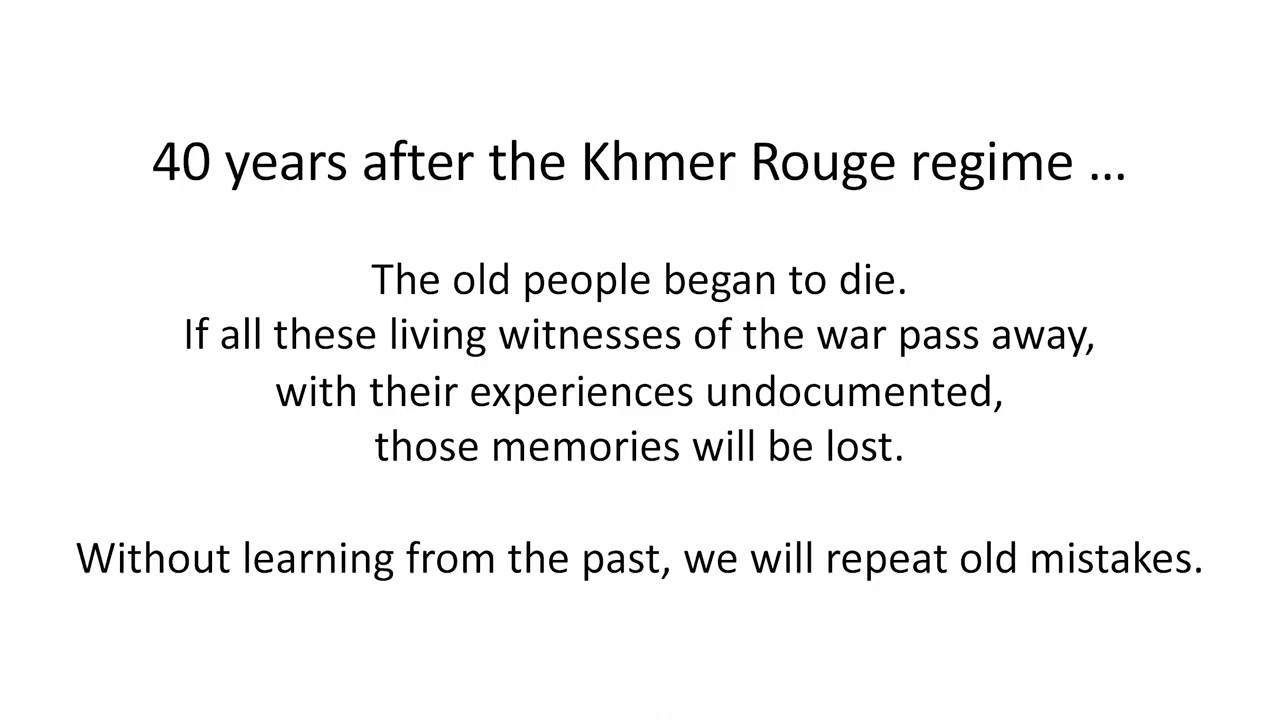 40 years after the Khmer Rouge regime ...
The old people began to die.
If all these living witnesses of the war pass away,
with their experiences undocumented,
those memories will be lost.
Without learning from the past, we will repeat old mistakes.